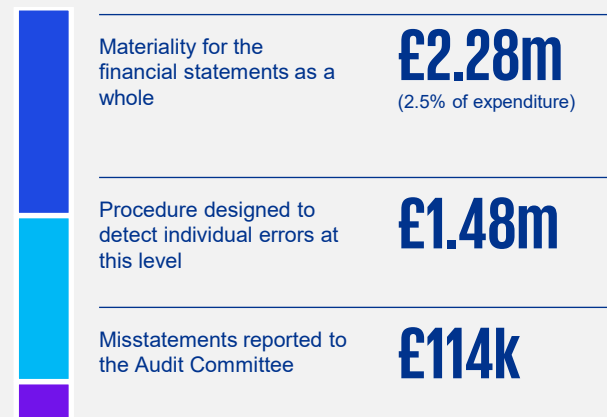 Materiality for the
financial statements as a
whole
£2.28m
(2.5% of expenditure)
Procedure designed to
detect individual errors at
this level
£1.48m
Misstatements reported to
the Audit Committee
£114k